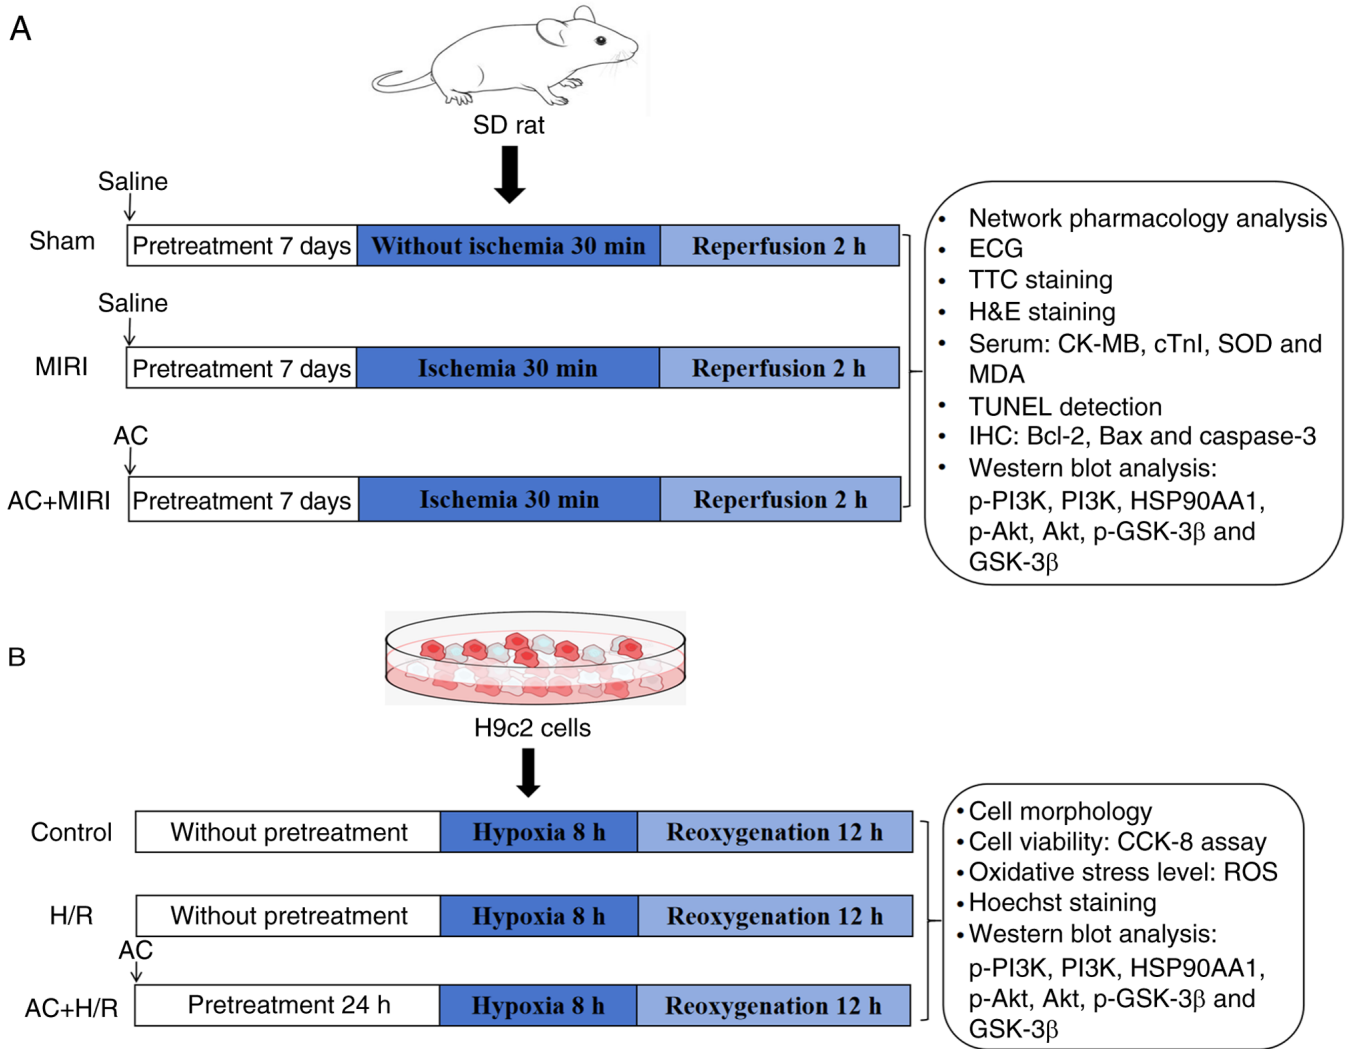 A
SD rat
Saline
Sham
Pretreatment 7 days
Without ischemia 30 min
Reperfusion 2 h
Saline
MIRI
Pretreatment 7 days
Ischemia 30 min
Reperfusion 2 h
AC
AC+MIRI
Pretreatment 7 days
Ischemia 30 min
Reperfusion 2 h
• Network pharmacology analysis
• ECG
• TTC staining
• H&E staining
• Serum: CK-MB, cTnI, SOD and
MDA
• TUNEL detection
• IHC: Bcl-2, Bax and caspase-3
• Western blot analysis:
p-PI3K, PI3K, HSP90AA1,
p-Akt, Akt, p-GSK-3β and
GSK-3β
B
H9c2 cells
Control
Without pretreatment
Hypoxia 8 h
Reoxygenation 12 h
H/R
Without pretreatment
Hypoxia 8 h
Reoxygenation 12 h
AC
AC+H/R
Pretreatment 24 h
Hypoxia 8 h
Reoxygenation 12 h
• Cell morphology
• Cell viability: CCK-8 assay
• Oxidative stress level: ROS
• Hoechst staining
• Western blot analysis:
p-PI3K, PI3K, HSP90AA1,
p-Akt, Akt, p-GSK-3β and
GSK-3β